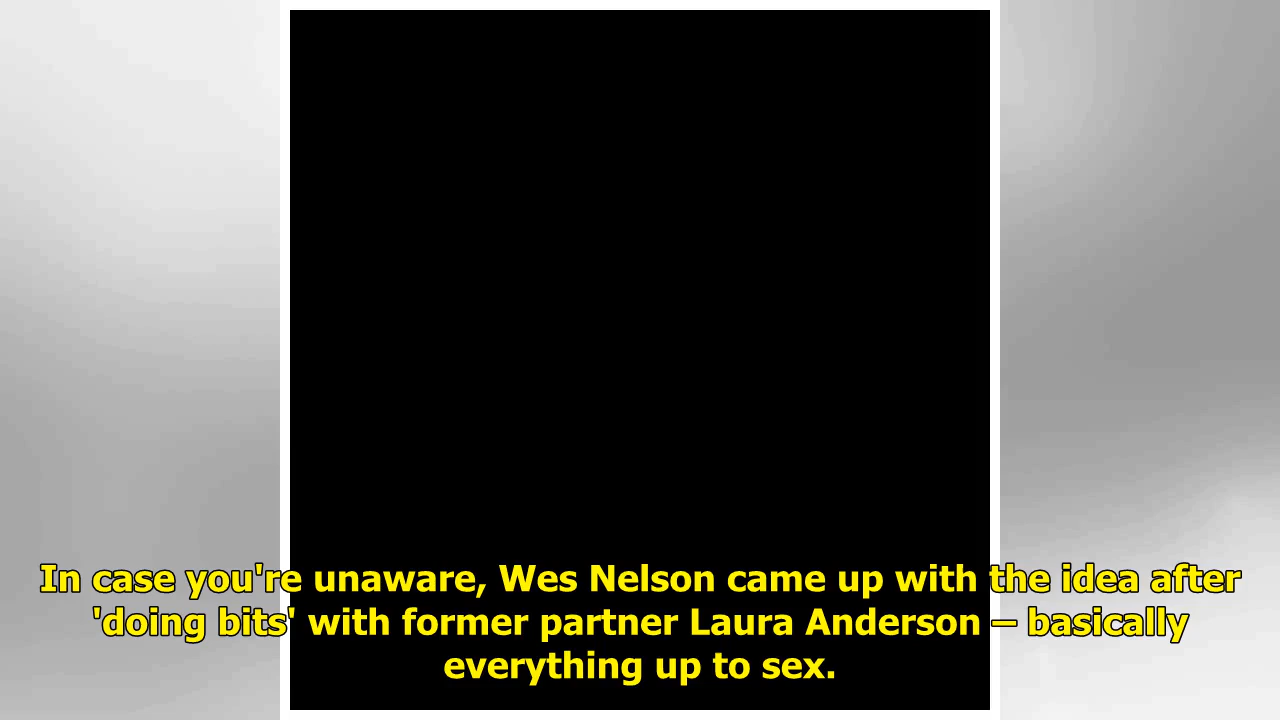 In case you're unaware, Wes Nelson came up with the idea after
'doing bits' with former partner Laura Anderson – basically
everything up to sex.